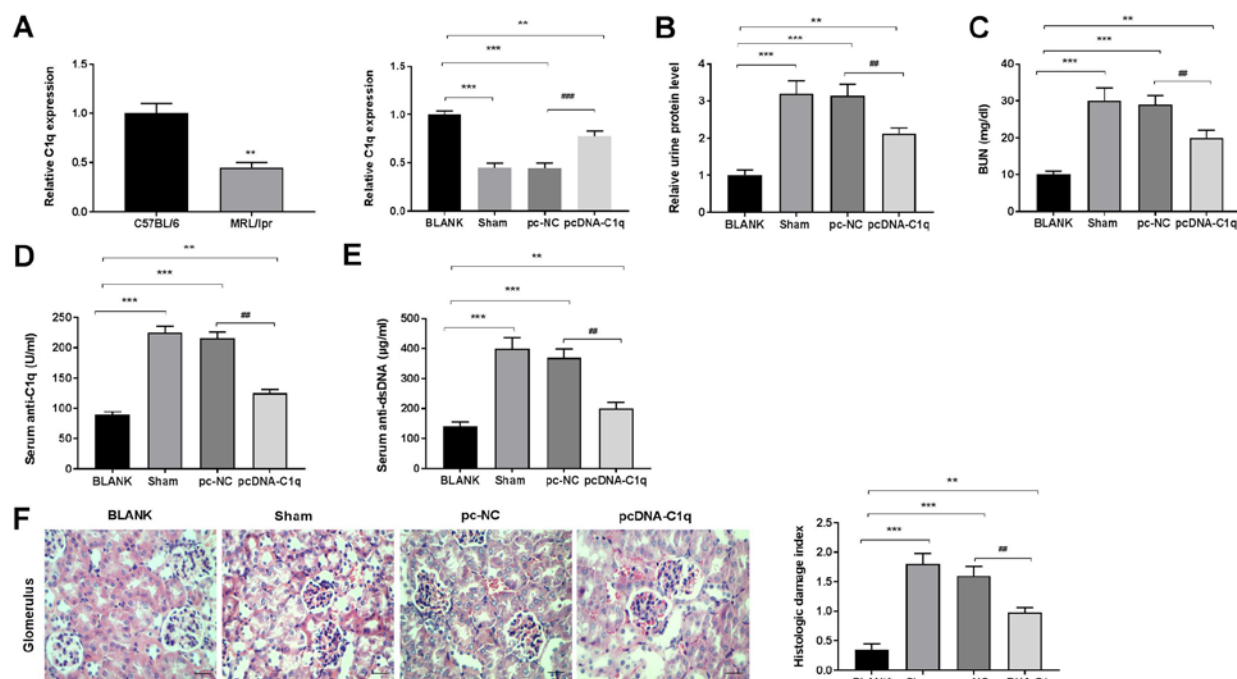 A
Relative C1q expression
1.5
1.0
0.5
0.0
**
C57BL/6 MRL/lpr
Relative C1q expression
1.5
1.0
0.5
0.0
**
***
***
###
BLANK Sham pc-NC pcDNA-C1q
B
Relaive urine protein level
4
3
2
1
0
**
***
***
##
BLANK Sham pc-NC pcDNA-C1q
C
BUN (mg/dl)
40
30
20
10
0
**
***
***
##
BLANK Sham pc-NC pcDNA-C1q
D
Serum anti-C1q (U/ml)
250
200
150
100
50
0
**
***
***
##
BLANK Sham pc-NC pcDNA-C1q
E
Serum anti-dsDNA (µg/ml)
500
400
300
200
100
0
**
***
***
##
BLANK Sham pc-NC pcDNA-C1q
F
BLANK Sham pc-NC pcDNA-C1q
Glomerulus
Histologic damage index
2.5
2.0
1.5
1.0
0.5
0.0
**
***
***
##